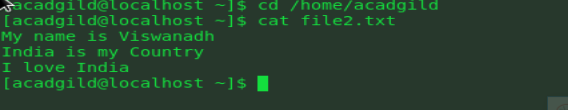 [acadgild@localhost ~]$ cd /home/acadgild
[acadgild@localhost ~]$ cat file2.txt
My name is Viswanadh
India is my Country
I love India
[acadgild@localhost ~]$